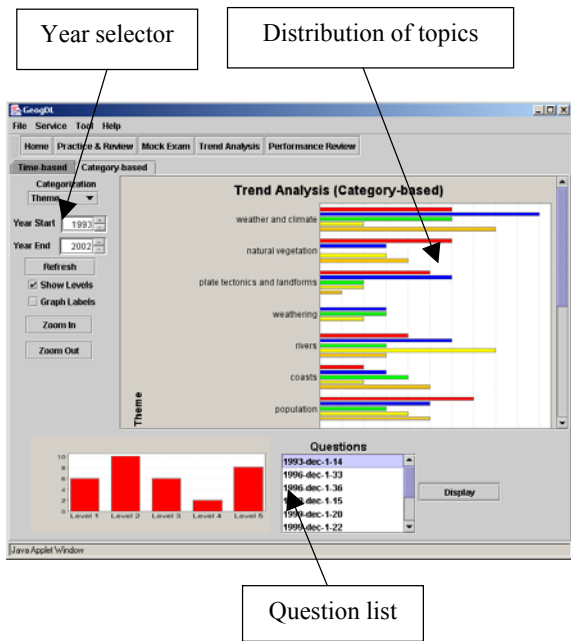 Year selector
Distribution of topics
GeogDL
File Service Tool Help
Home Practice & Review Mock Exam Trend Analysis Performance Review
Time-based Category-based
Categorization
Theme
Year Start 1993
Year End 2002
Refresh
Show Levels
Graph Labels
Zoom In
Zoom Out
Trend Analysis (Category-based)
weather and climate
natural vegetation
plate tectonics and landforms
weathering
rivers
coasts
population
Theme
10
8
6
4
2
0
Level 1 Level 2 Level 3 Level 4 Level 5
Questions
1993-dec-1-14
1996-dec-1-33
1996-dec-1-36
-dec-1-15
1999-dec-1-20
1999-dec-1-22
Display
Java Applet Window
Question list